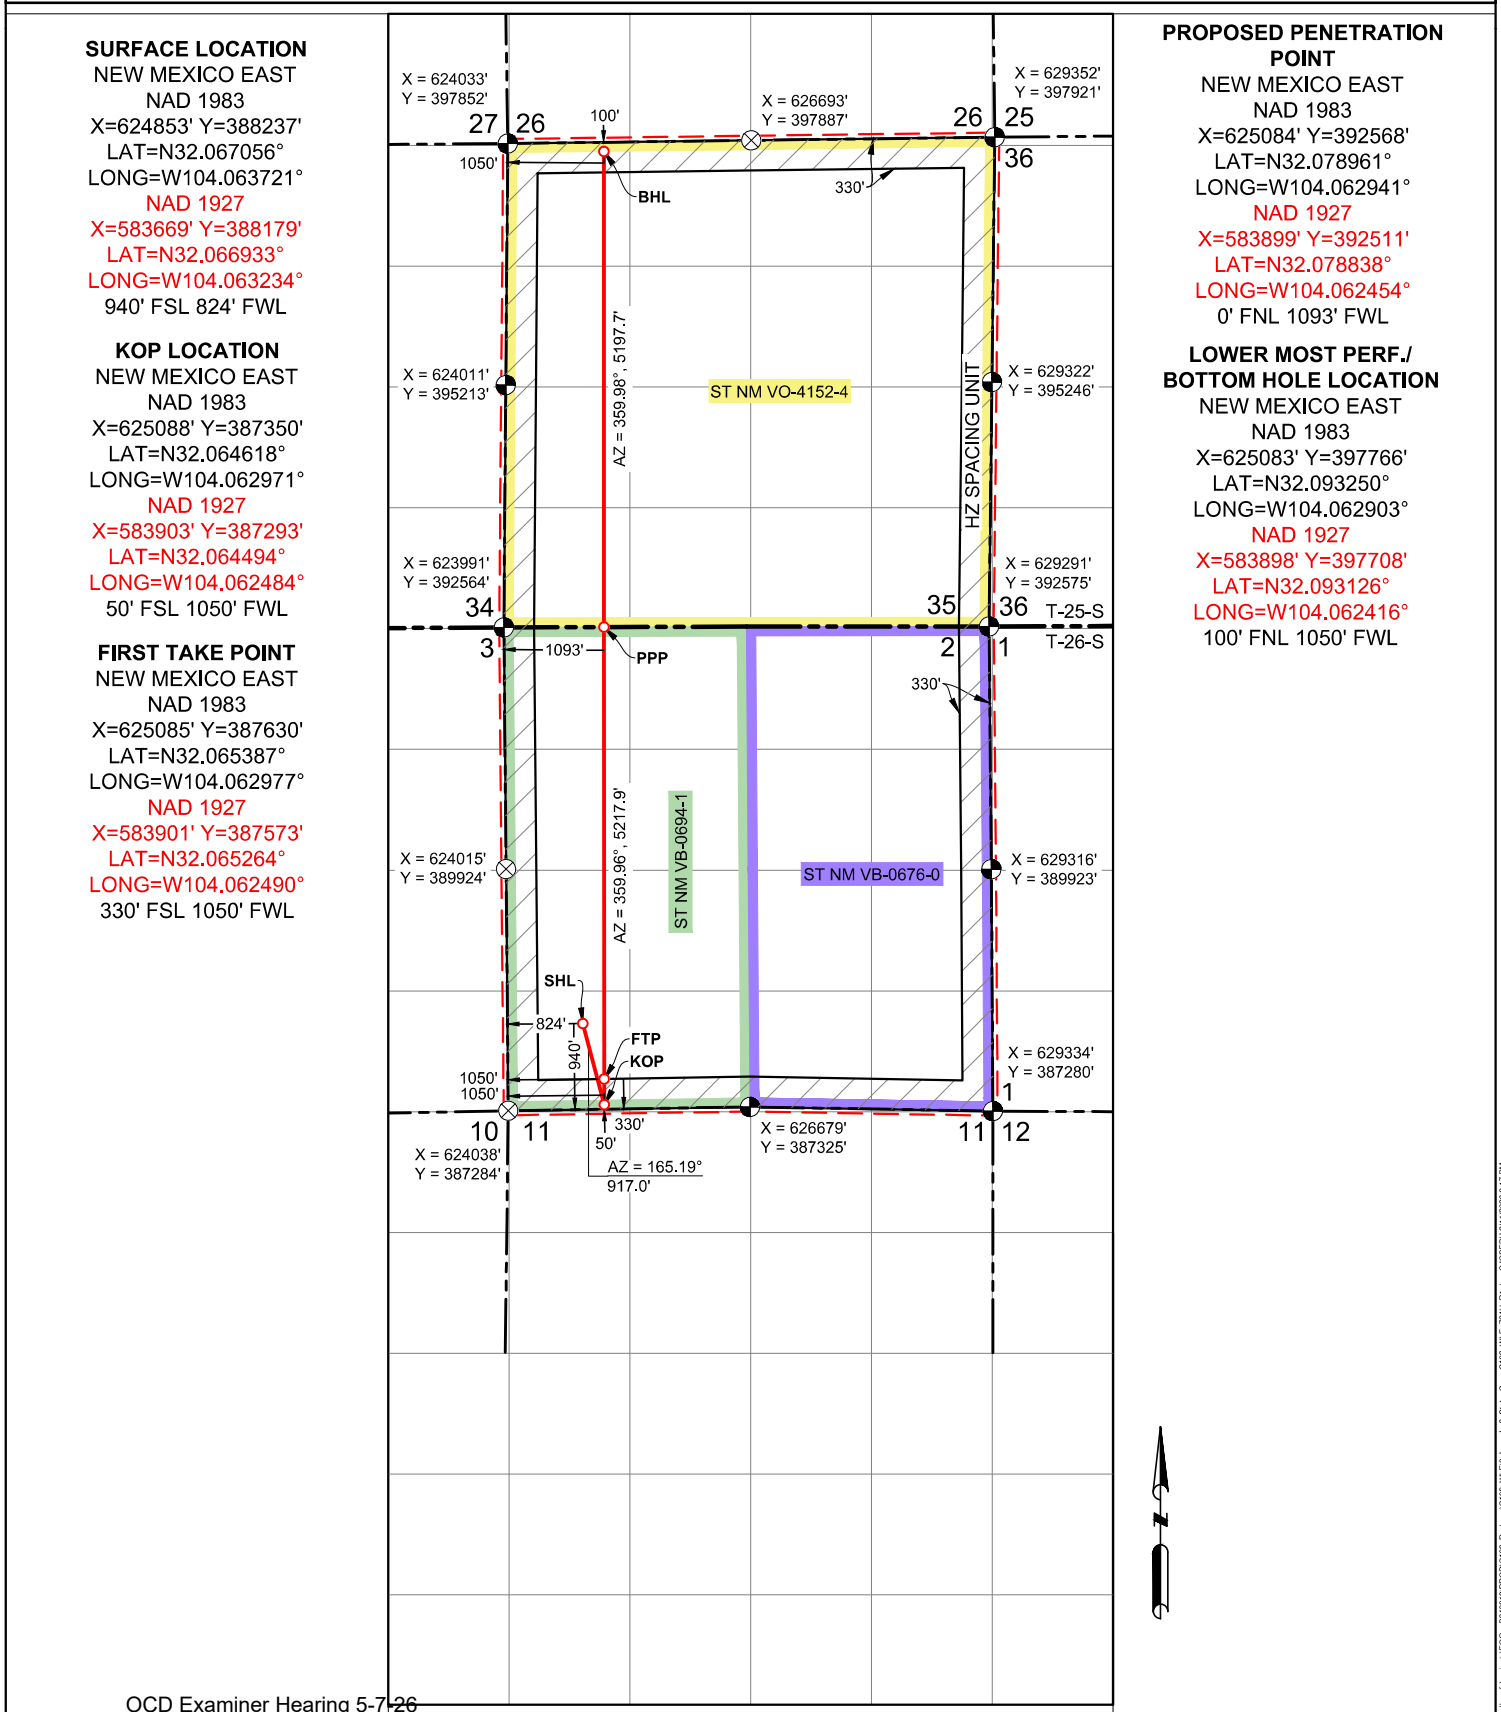 SURFACE LOCATION
NEW MEXICO EAST
NAD 1983
X=624853' Y=388237'
LAT=N32.067056°
LONG=W104.063721°
NAD 1927
X=583669' Y=388179'
LAT=N32.066933°
LONG=W104.063234°
940' FSL 824' FWL
KOP LOCATION
NEW MEXICO EAST
NAD 1983
X=625088' Y=387350'
LAT=N32.064618°
LONG=W104.062971°
NAD 1927
X=583903' Y=387293'
LAT=N32.064494°
LONG=W104.062484°
50' FSL 1050' FWL
FIRST TAKE POINT
NEW MEXICO EAST
NAD 1983
X=625085' Y=387630'
LAT=N32.065387°
LONG=W104.062977°
NAD 1927
X=583901' Y=387573'
LAT=N32.065264°
LONG=W104.062490°
330' FSL 1050' FWL
X = 624033'
Y = 397852'
100'
X = 626693'
Y = 397887'
X = 629352'
Y = 397921'
27 26
26 25
36
1050'
BHL
330'
AZ = 359.98°, 5197.7'
X = 624011'
Y = 395213'
ST NM VO-4152-4
HZ SPACING UNIT
X = 629322'
Y = 395246'
X = 623991'
Y = 392564'
X = 629291'
Y = 392575'
34
35
36
T-25-S
3
1093'
PPP
2
1
T-26-S
330'
AZ = 359.96°, 5217.9'
ST NM VB-0694-1
X = 624015'
Y = 389924'
ST NM VB-0676-0
X = 629316'
Y = 389923'
SHL
824'
940'
FTP
KOP
1050'
1050'
X = 629334'
Y = 387280'
1
10 11
330'
50'
11 12
X = 626679'
Y = 387325'
X = 624038'
Y = 387284'
AZ = 165.19°
917.0'
PROPOSED PENETRATION
POINT
NEW MEXICO EAST
NAD 1983
X=625084' Y=392568'
LAT=N32.078961°
LONG=W104.062941°
NAD 1927
X=583899' Y=392511'
LAT=N32.078838°
LONG=W104.062454°
0' FNL 1093' FWL
LOWER MOST PERF./
BOTTOM HOLE LOCATION
NEW MEXICO EAST
NAD 1983
X=625083' Y=397766'
LAT=N32.093250°
LONG=W104.062903°
NAD 1927
X=583898' Y=397708'
LAT=N32.093126°
LONG=W104.062416°
100' FNL 1050' FWL
N
OCD Examiner Hearing 5-7-26